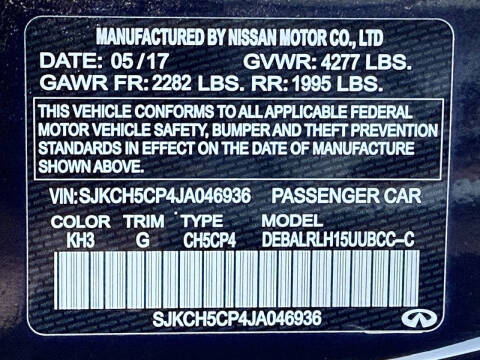 MANUFACTURED BY NISSAN MOTOR CO., LTD
DATE: 05/17 GVWR: 4277 LBS.
GAWR FR: 2282 LBS. RR: 1995 LBS.
THIS VEHICLE CONFORMS TO ALL APPLICABLE FEDERAL
MOTOR VEHICLE SAFETY, BUMPER AND THEFT PREVENTION
STANDARDS IN EFFECT ON THE DATE OF MANUFACTURE
SHOWN ABOVE.
VIN:SJKCH5CP4JA046936 PASSENGER CAR
COLOR TRIM TYPE MODEL
KH3 G CH5CP4 DEBALRLH15UUBCC-C
SJKCH5CP4JA046936